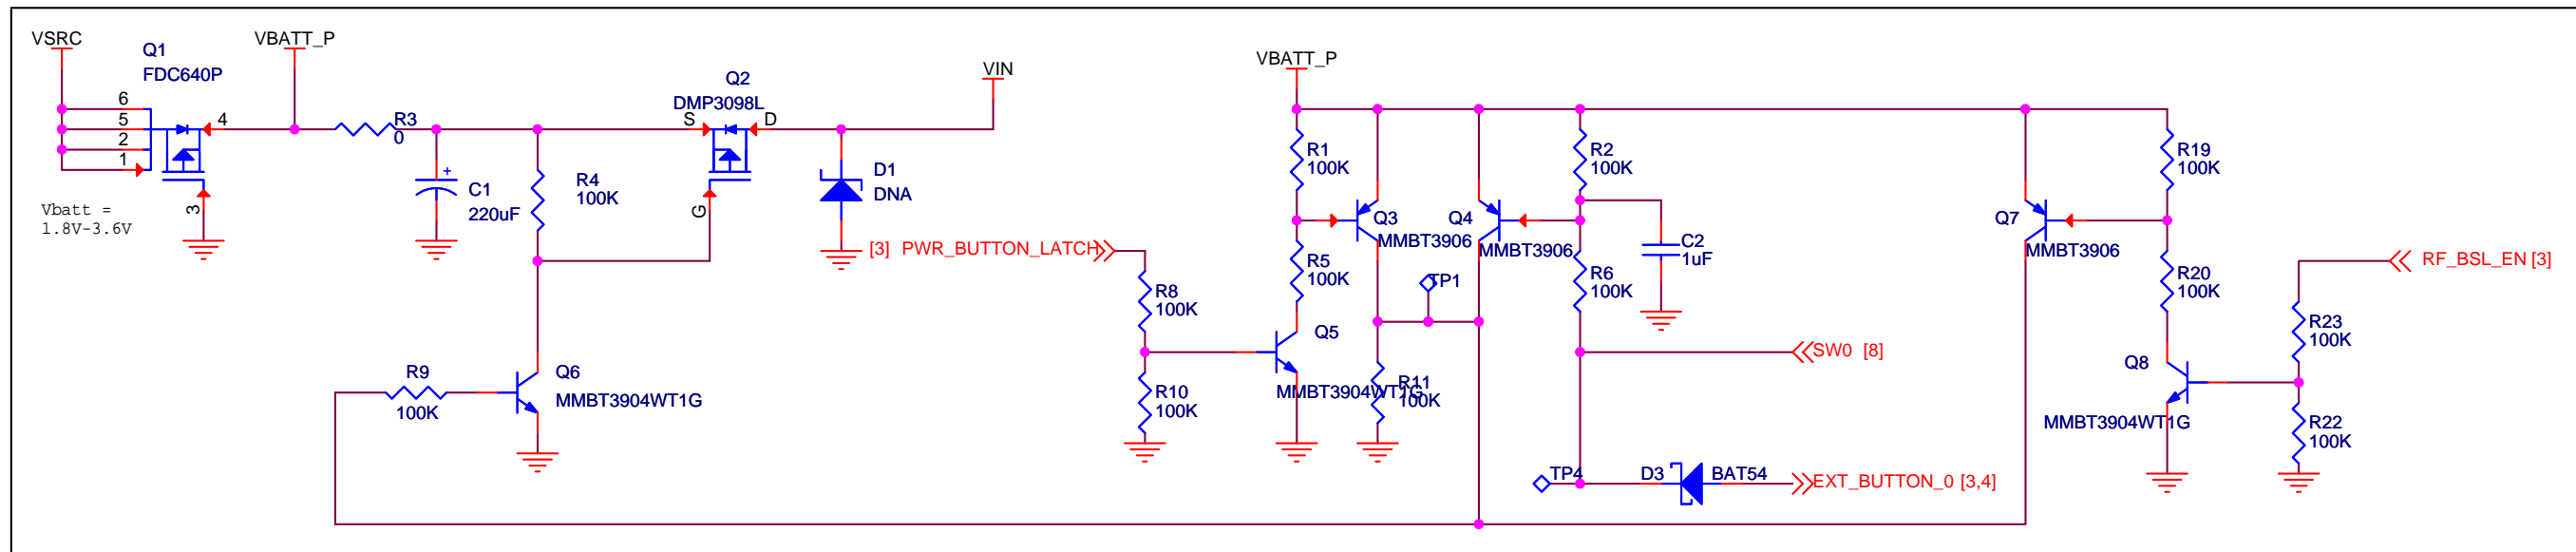 VSRC
Q1
FDC640P
VBATT_P
6
5
2
1
4
3
Vbatt =
1.8V-3.6V
R3
0
C1
220uF
+
R4
100K
Q2
DMP3098L
S
D
G
VIN
D1
DNA
R9
100K
Q6
MMBT3904WT1G
[3] PWR_BUTTON_LATCH
R8
100K
R10
100K
VBATT_P
R1
100K
R5
100K
Q5
MMBT3904WT1G
Q3
MMBT3906
TP1
R11
100K
Q4
MMBT3906
R2
100K
R6
100K
C2
1uF
SW0 [8]
TP4
D3
BAT54
EXT_BUTTON_0 [3,4]
Q7
MMBT3906
R19
100K
R20
100K
Q8
MMBT3904WT1G
RF_BSL_EN [3]
R23
100K
R22
100K